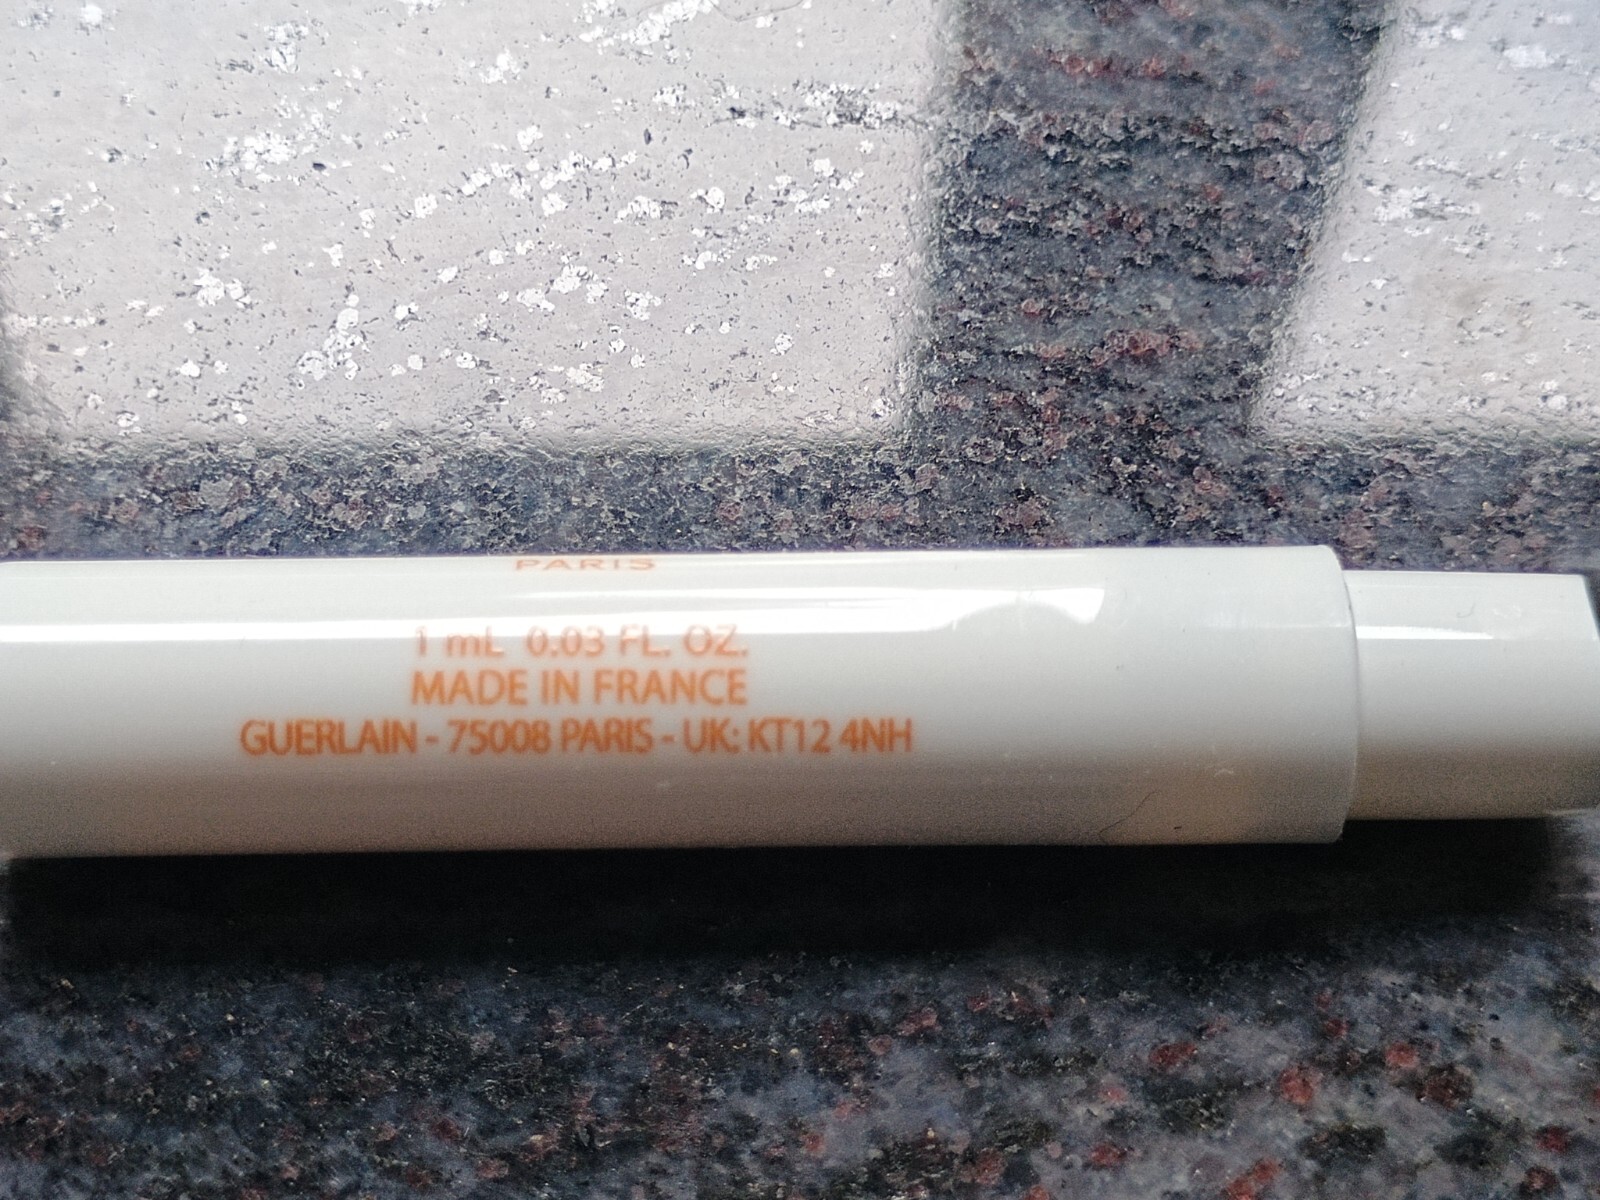 PARIS
1 mL 0.03 FL. OZ.
MADE IN FRANCE
GUERLAIN - 75008 PARIS - UK: KT12 4NH